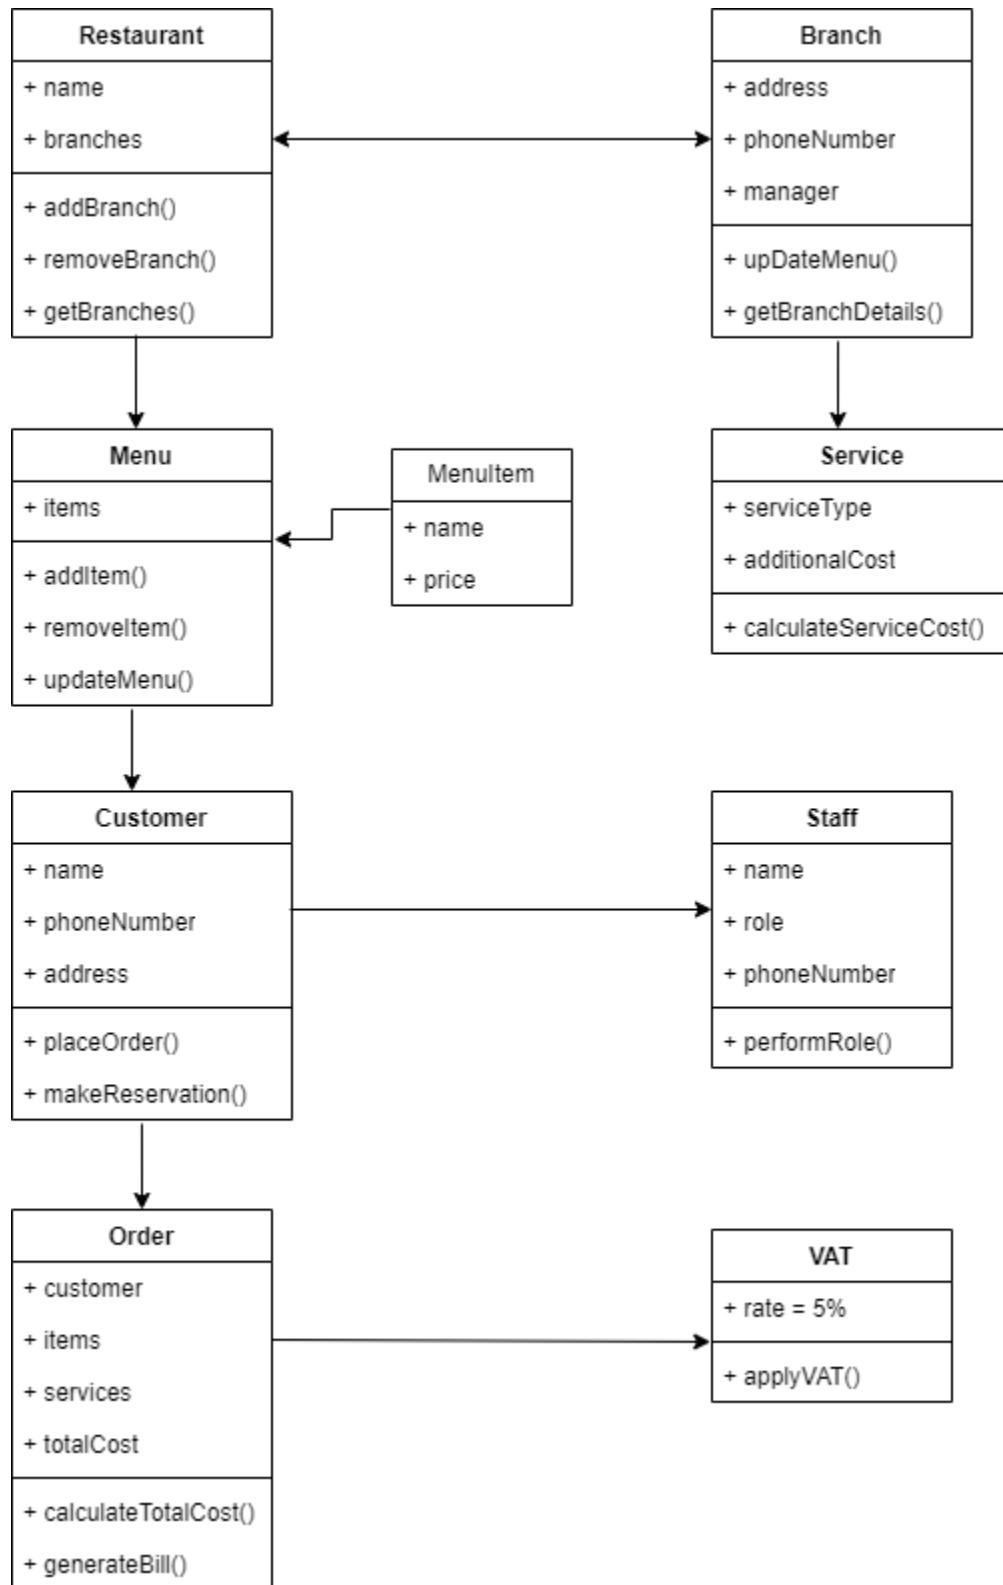 Restaurant
+ name
+ branches
+ addBranch()
+ removeBranch()
+ getBranches()
Branch
+ address
+ phoneNumber
+ manager
+ upDateMenu()
+ getBranchDetails()
Menu
+ items
+ addItem()
+ removeItem()
+ updateMenu()
MenuItem
+ name
+ price
Service
+ serviceType
+ additionalCost
+ calculateServiceCost()
Customer
+ name
+ phoneNumber
+ address
+ placeOrder()
+ makeReservation()
Staff
+ name
+ role
+ phoneNumber
+ performRole()
Order
+ customer
+ items
+ services
+ totalCost
+ calculateTotalCost()
+ generateBill()
VAT
+ rate = 5%
+ applyVAT()